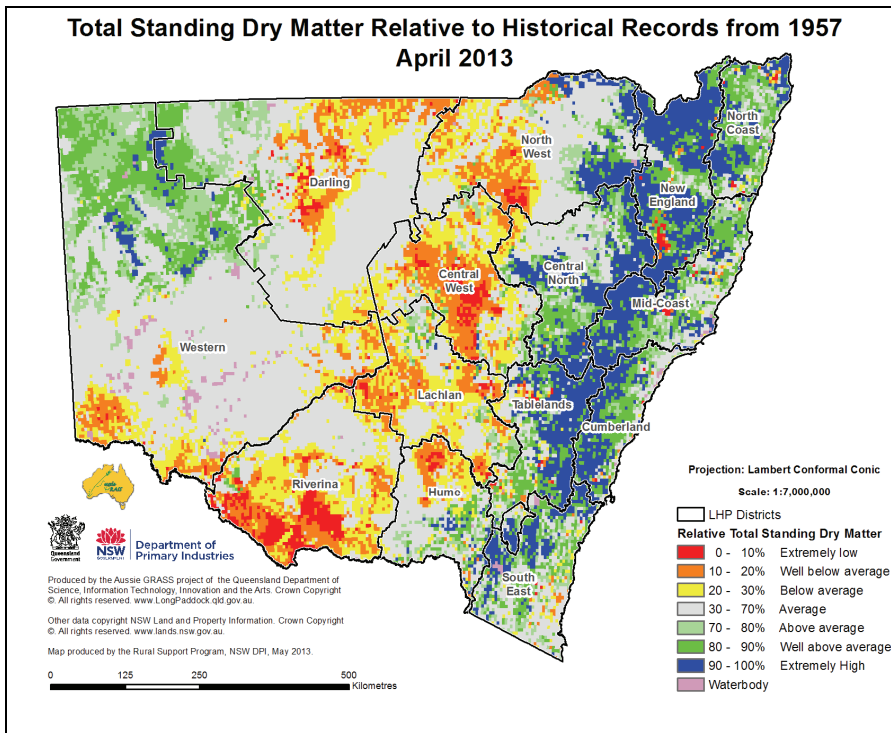 Total Standing Dry Matter Relative to Historical Records from 1957
April 2013
North
Coast
North
West
Darling
New
England
Central
North
Central
West
Mid-Coast
Western
Lachlan
Tablelands
Cumberland
Riverina
Hume
South
East
Queensland
Government
NSW
GOVERNMENT
Department of
Primary Industries
Produced by the Aussie GRASS project of the Queensland Department of
Science, Information Technology, Innovation and the Arts. Crown Copyright
©. All rights reserved. www.LongPaddock.qld.gov.au.
Other data copyright NSW Land and Property Information. Crown Copyright
©. All rights reserved. www.lands.nsw.gov.au.
Map produced by the Rural Support Program, NSW DPI, May 2013.
0 125 250 500
Kilometres
Projection: Lambert Conformal Conic
Scale: 1:7,000,000
LHP Districts
Relative Total Standing Dry Matter
0 - 10% Extremely low
10 - 20% Well below average
20 - 30% Below average
30 - 70% Average
70 - 80% Above average
80 - 90% Well above average
90 - 100% Extremely High
Waterbody